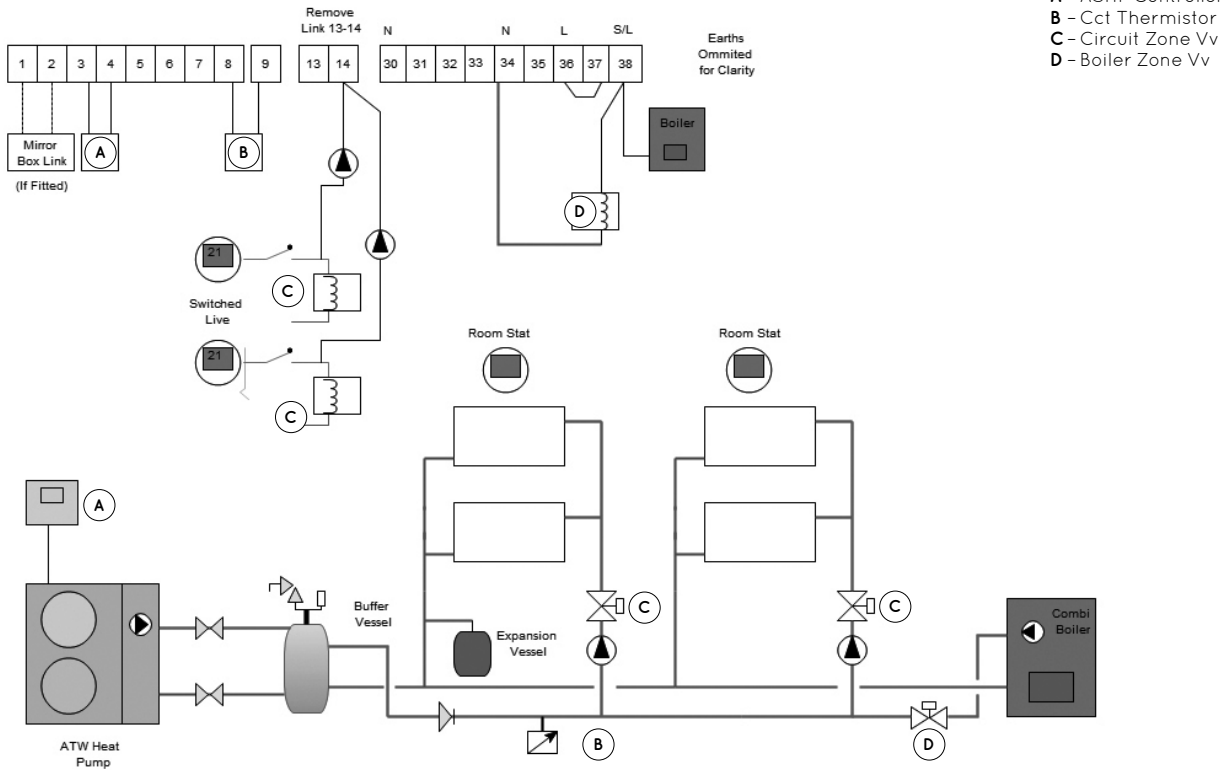 Remove
Link 13-14
N
N
L
S/L
Earths
Ommited
for Clarity
B – Cct Thermistor
C – Circuit Zone Vv
D – Boiler Zone Vv
1 2 3 4 5 6 7 8 9 13 14 30 31 32 33 34 35 36 37 38
Mirror
Box Link
(If Fitted)
A
B
Boiler
D
21
C
Switched
Live
21
C
Room Stat
Room Stat
A
Buffer
Vessel
Expansion
Vessel
C
C
Combi
Boiler
B
D
ATW Heat
Pump